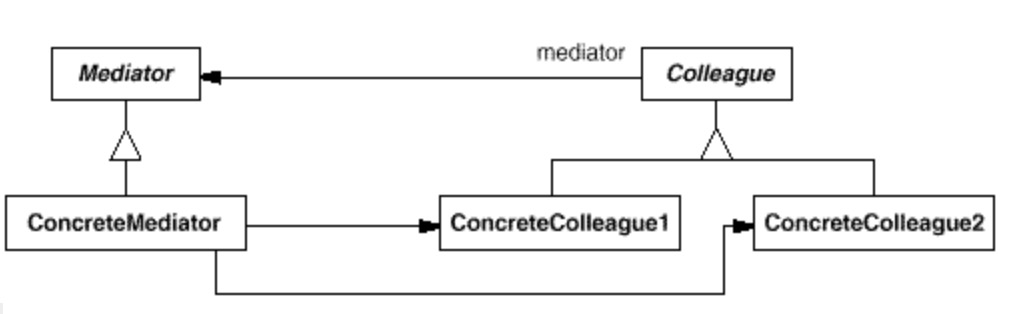 mediator
Mediator
Colleague
ConcreteMediator
ConcreteColleague1
ConcreteColleague2